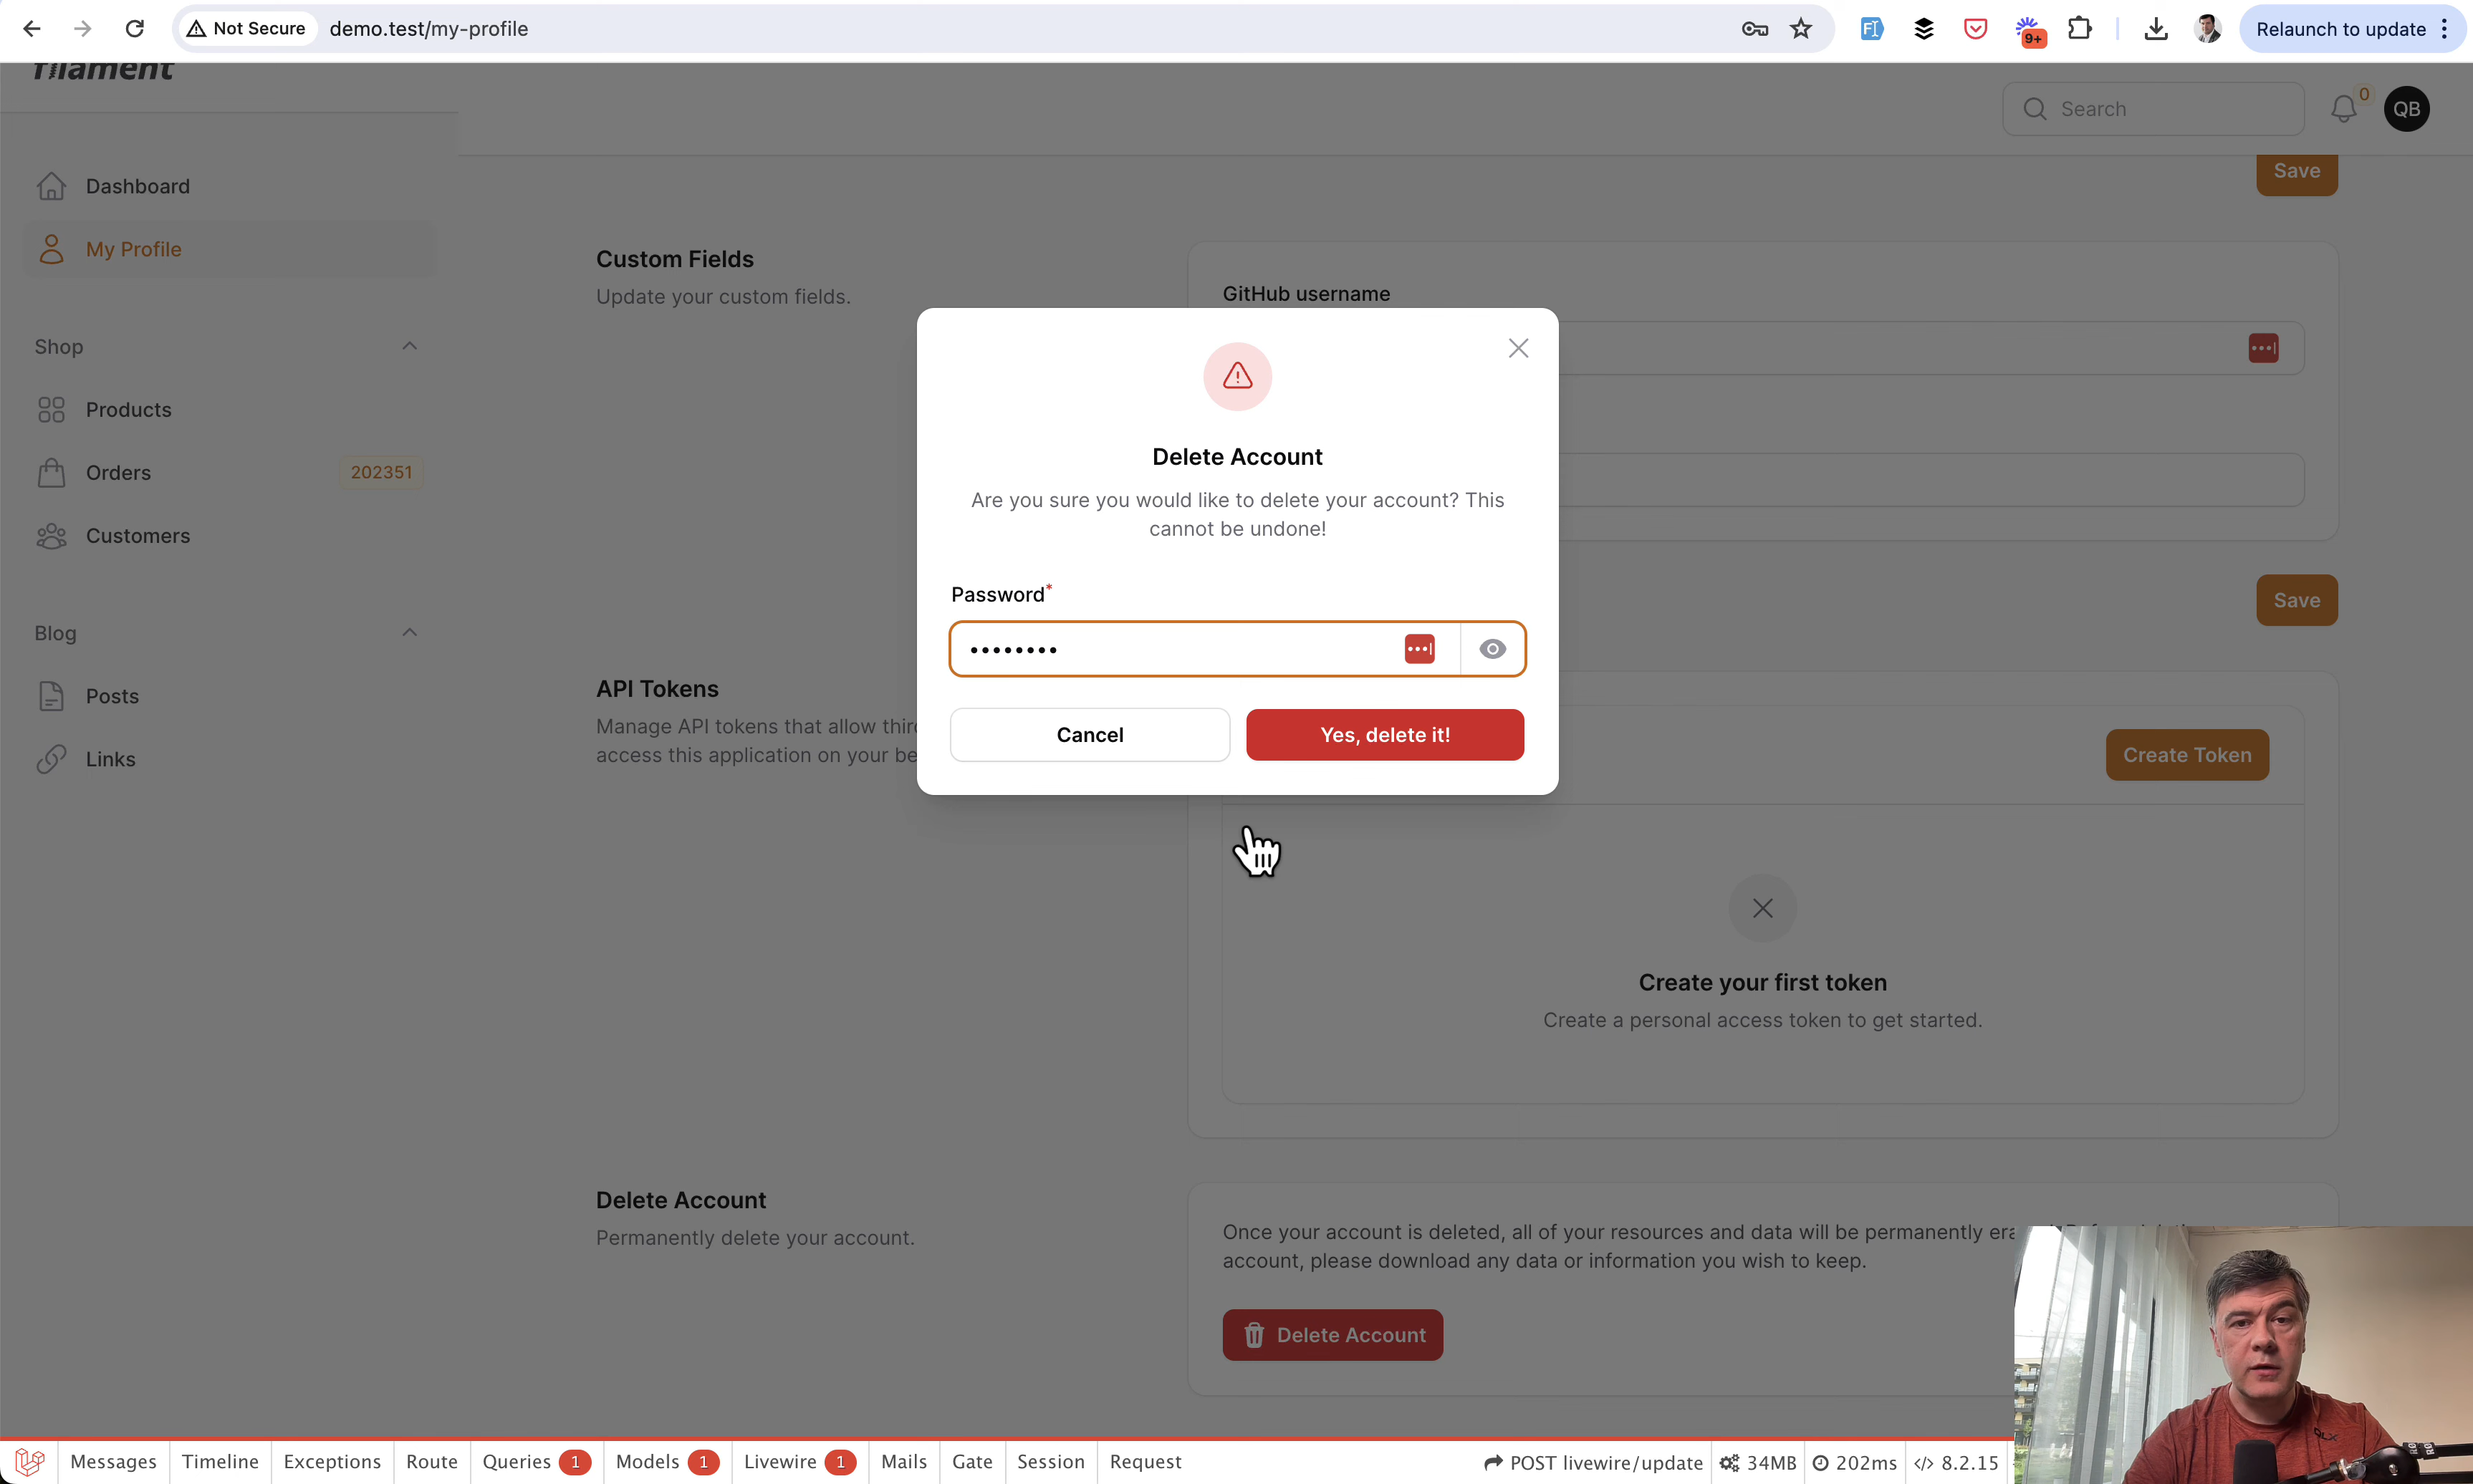 Not Secure
demo.test/my-profile
9+
Relaunch to update
filament
Search
0
QB
Dashboard
My Profile
Shop
Products
Orders
202351
Customers
Blog
Posts
Links
Save
Custom Fields
Update your custom fields.
GitHub username
Delete Account
Are you sure you would like to delete your account? This
cannot be undone!
Password*
••••••••
Cancel
Yes, delete it!
Save
API Tokens
Manage API tokens that allow
access this application on your
Create Token
Create your first token
Create a personal access token to get started.
Delete Account
Permanently delete your account.
Once your account is deleted, all of your resources and data will be permanently
account, please download any data or information you wish to keep.
Delete Account
Messages
Timeline
Exceptions
Route
Queries 1
Models 1
Livewire 1
Mails
Gate
Session
Request
POST livewire/update
34MB
202ms
</> 8.2.15